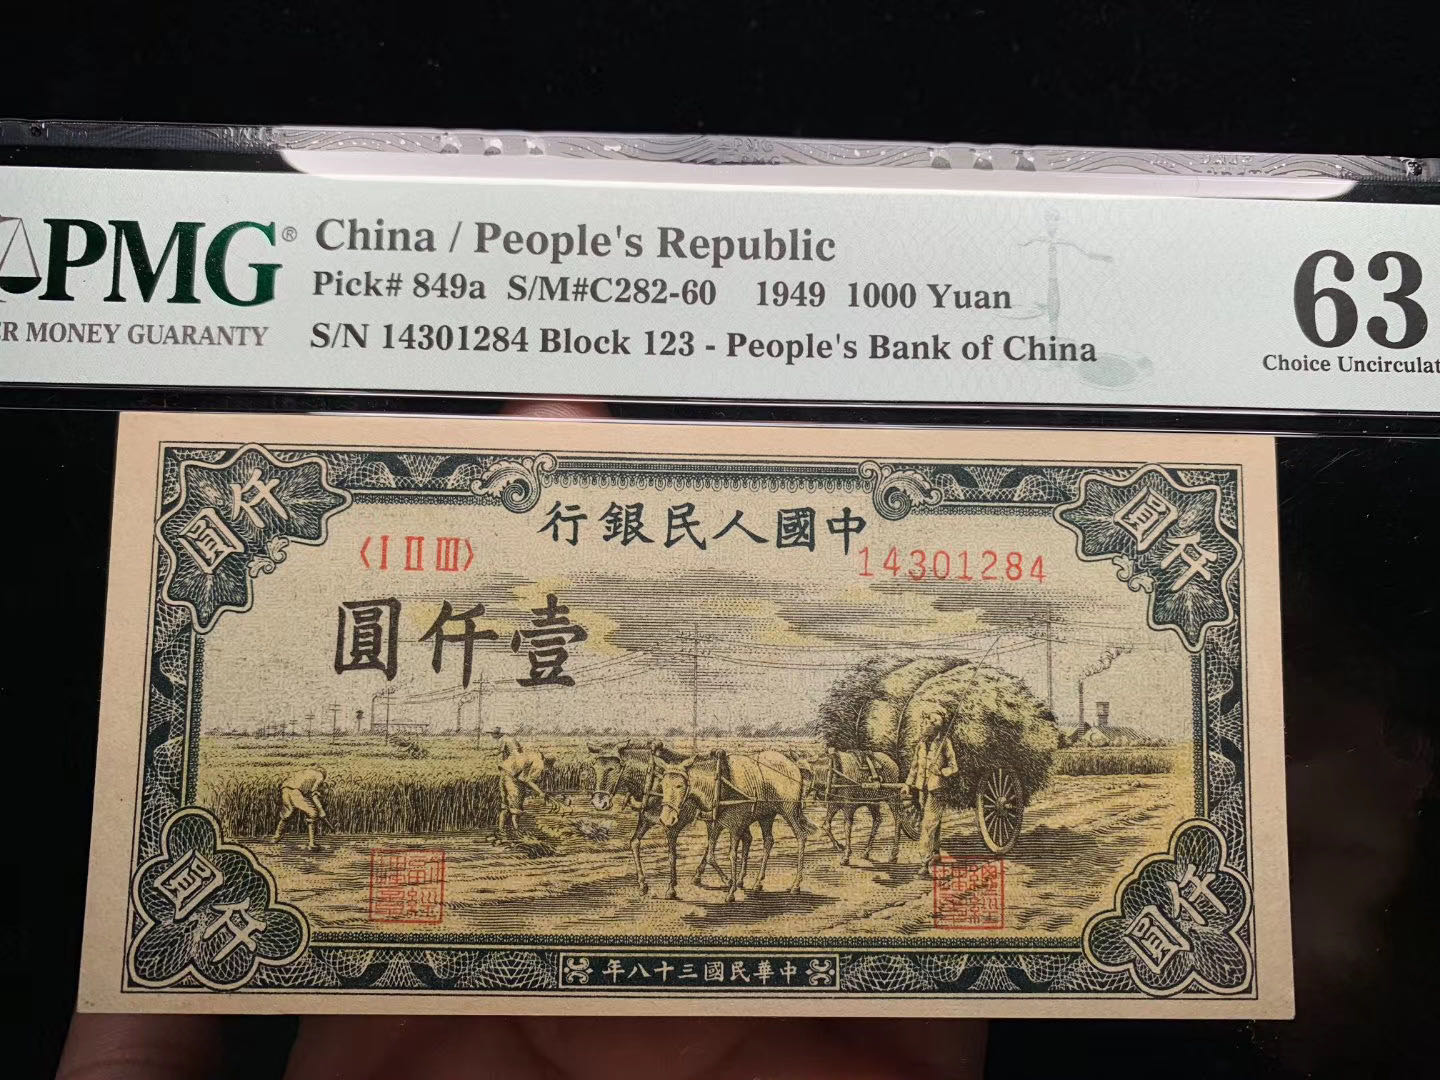 PMG®
R MONEY GUARANTY
China / People's Republic
Pick# 849a S/M#C282-60 1949 1000 Yuan
S/N 14301284 Block 123 - People's Bank of China
63
Choice Uncirculat
仟圓
圓仟
行銀民人國中
〈I II III〉
14301284
圓仟壹
圓仟
仟圓
年八十三國民華中